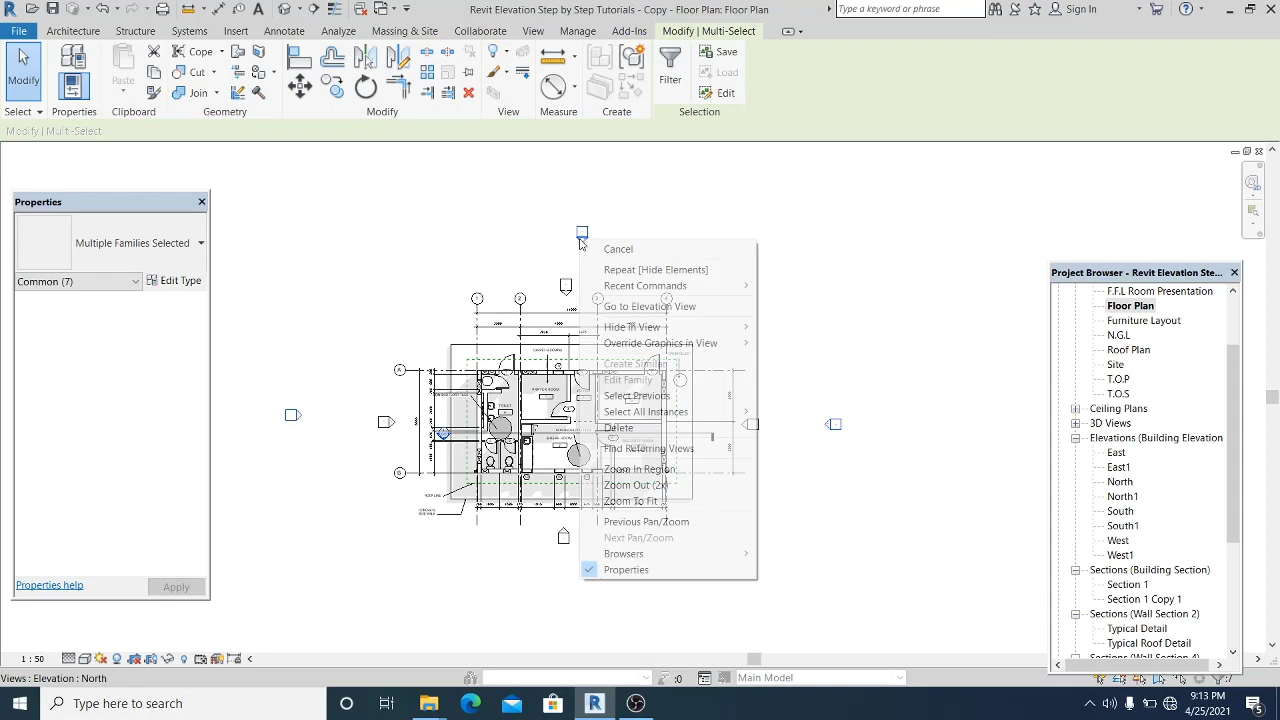 Revit Elevation Step by Step Tutorials - Copy - Floor Plan: Floor Plan
Type a keyword or phrase
Sign In
File Architecture Structure Systems Insert Annotate Analyze Massing & Site Collaborate View Manage Add-Ins Modify | Multi-Select
Modify
Properties
Paste
Cope
Cut
Join
Filter
Save
Load
Edit
Select Properties Clipboard Geometry Modify View Measure Create Selection
Modify | Multi-Select
Properties
Multiple Families Selected
Common (7)
Edit Type
Properties help
Apply
Cancel
Repeat [Hide Elements]
Recent Commands
Go to Elevation View
Hide in View
Override Graphics in View
Create Similar
Edit Family
Select Previous
Select All Instances
Delete
Find Referring Views
Zoom In Region
Zoom Out (2x)
Zoom To Fit
Previous Pan/Zoom
Next Pan/Zoom
Browsers
Properties
Project Browser - Revit Elevation Ste...
F.F.L Room Presentation
Floor Plan
Furniture Layout
N.G.L
Roof Plan
Site
T.O.P
T.O.S
Ceiling Plans
3D Views
Elevations (Building Elevation
East
East1
North
North1
South
South1
West
West1
Sections (Building Section)
Section 1
Section 1 Copy 1
Sections (Wall Section 2)
Typical Detail
Typical Roof Detail
1 : 50
Views : Elevation : North
:0
Main Model
Type here to search
9:13 PM
4/25/2021